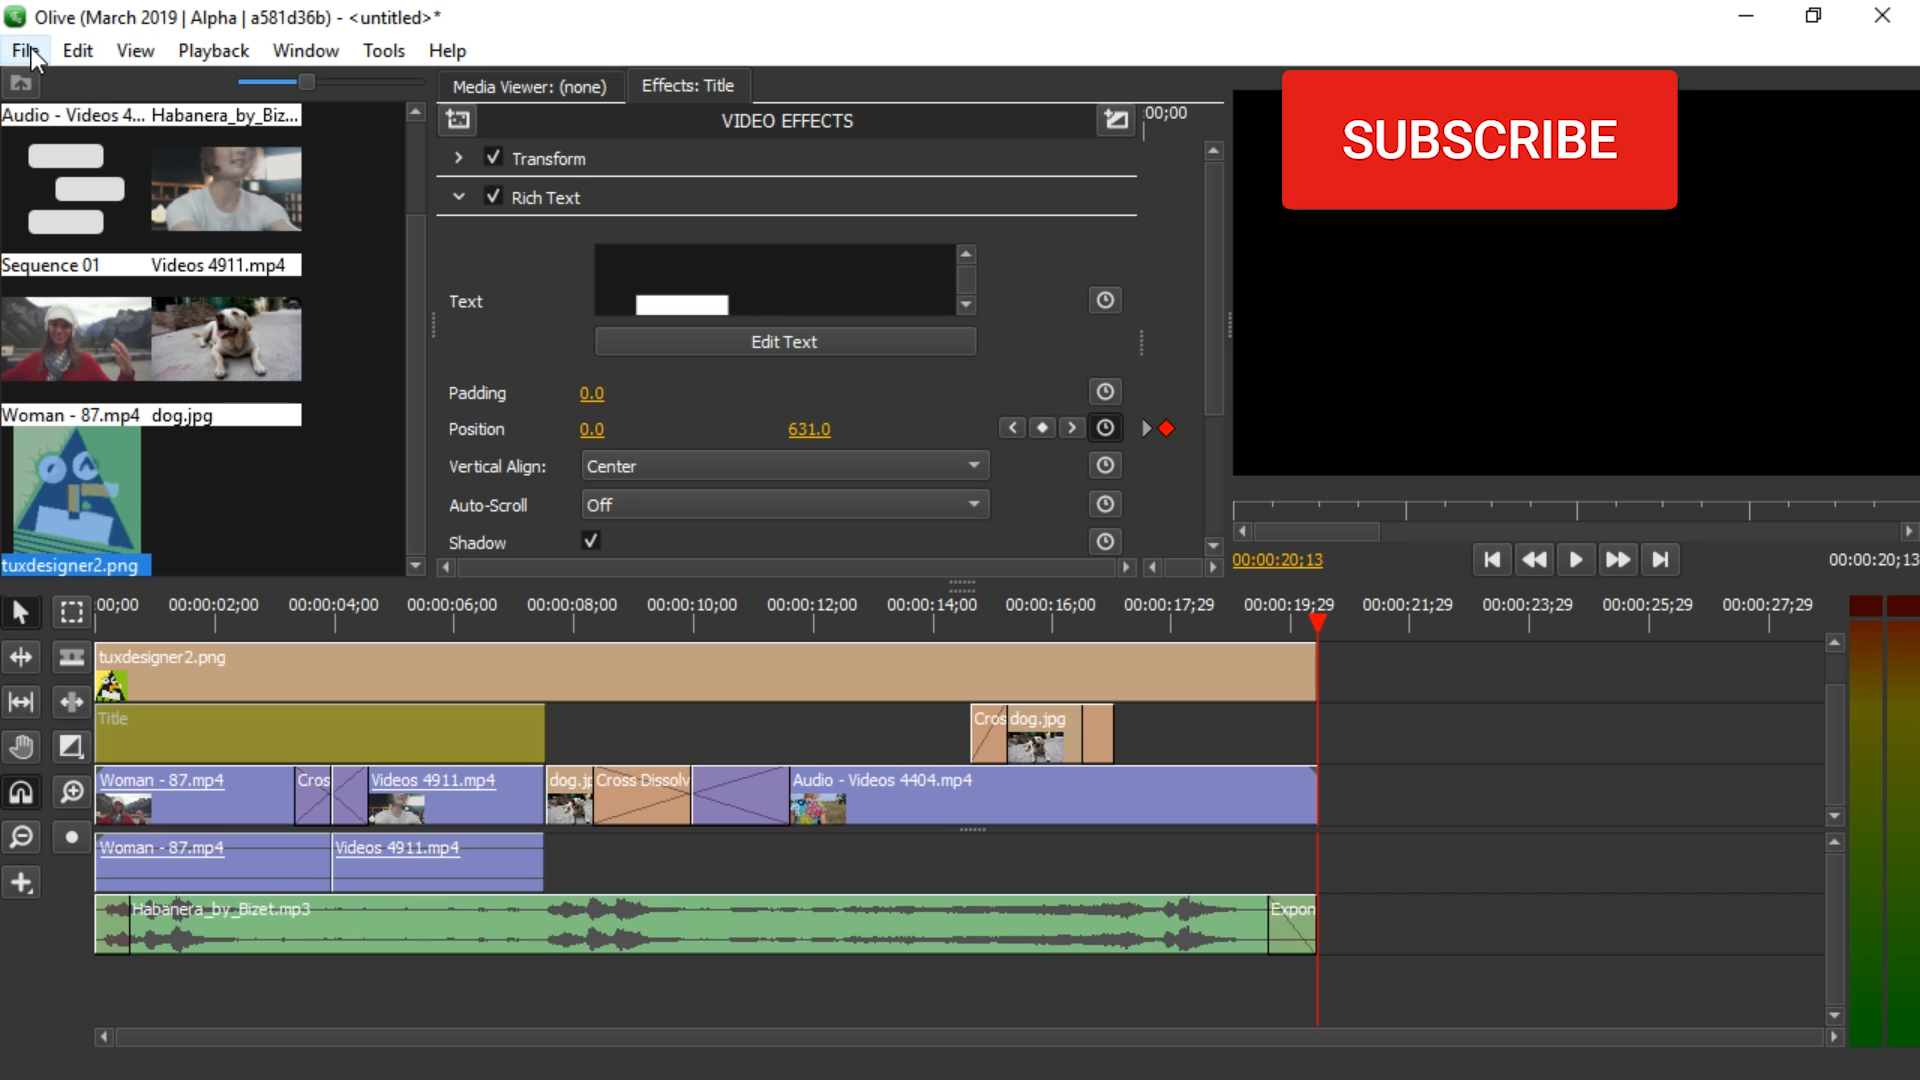 Olive (March 2019 | Alpha | a581d36b) - <untitled>*
File Edit View Playback Window Tools Help
Media Viewer: (none) Effects: Title
Audio - Videos 4... Habanera_by_Biz...
VIDEO EFFECTS
:00;00
SUBSCRIBE
Transform
Rich Text
Sequence 01 Videos 4911.mp4
Text
Edit Text
Padding 0.0
Woman - 87.mp4 dog.jpg
Position 0.0 631.0
Vertical Align: Center
Auto-Scroll Off
Shadow
tuxdesigner2.png
00:00:20;13 00:00:20;13
:00;00 00:00:02;00 00:00:04;00 00:00:06;00 00:00:08;00 00:00:10;00 00:00:12;00 00:00:14;00 00:00:16;00 00:00:17;29 00:00:19;29 00:00:21;29 00:00:23;29 00:00:25;29 00:00:27;29
tuxdesigner2.png
Title Cros dog.jpg
Woman - 87.mp4 Cros Videos 4911.mp4 dog.jp Cross Dissolv Audio - Videos 4404.mp4
Woman - 87.mp4 Videos 4911.mp4
Habanera_by_Bizet.mp3 Expon